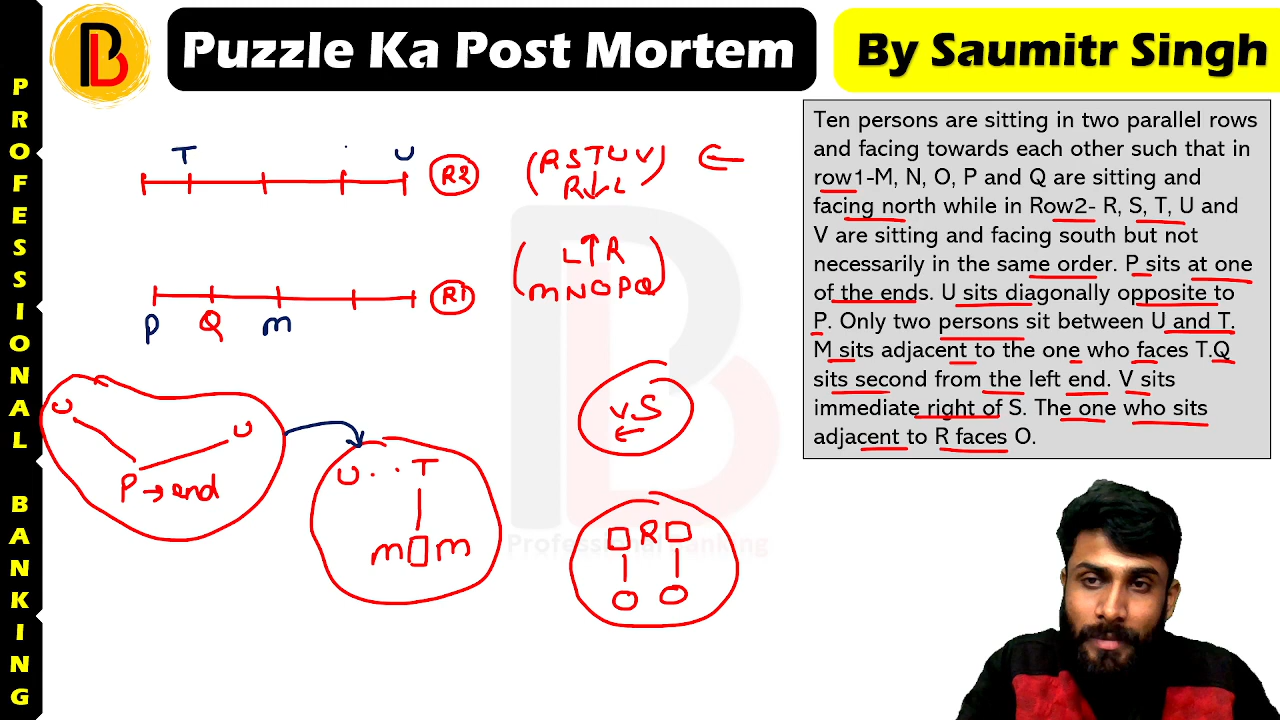 Puzzle Ka Post Mortem
By Saumitr Singh
PROFESSIONAL BANKING
Ten persons are sitting in two parallel rows
and facing towards each other such that in
row1-M, N, O, P and Q are sitting and
facing north while in Row2- R, S, T, U and
V are sitting and facing south but not
necessarily in the same order. P sits at one
of the ends. U sits diagonally opposite to
P. Only two persons sit between U and T.
M sits adjacent to the one who faces T.Q
sits second from the left end. V sits
immediate right of S. The one who sits
adjacent to R faces O.
T U
R2
(RSTUV)
R↓L
L↑R
(MNOPQ)
R1
P Q M
U U
P → end
U . . T
m □ m
V S
←
□ R □
O O
Professional Banking